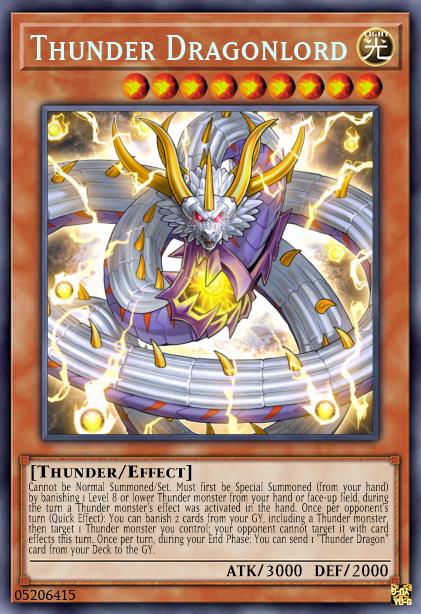 THUNDER DRAGONLORD
LIGHT
光
[THUNDER/EFFECT]
Cannot be Normal Summoned/Set. Must first be Special Summoned (from your hand)
by banishing 1 Level 8 or lower Thunder monster from your hand or face-up field, during
the turn a Thunder monster's effect was activated in the hand. Once per opponent's
turn (Quick Effect): You can banish 2 cards from your GY, including a Thunder monster,
then target 1 Thunder monster you control; your opponent cannot target it with card
effects this turn. Once per turn, during your End Phase: You can send 1 "Thunder Dragon"
card from your Deck to the GY.
ATK/3000 DEF/2000
05206415